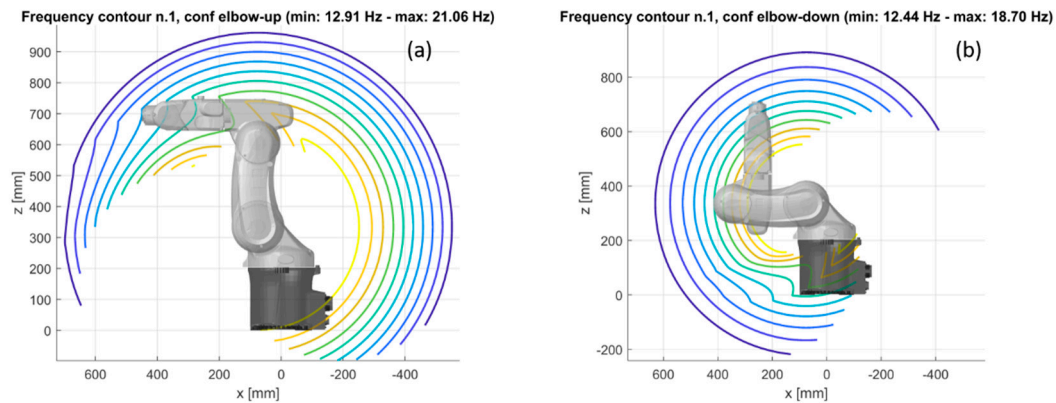 Frequency contour n.1, conf elbow-up (min: 12.91 Hz - max: 21.06 Hz)
(a)
900
800
700
600
500
400
300
200
100
0
z [mm]
600 400 200 0 -200 -400
x [mm]
Frequency contour n.1, conf elbow-down (min: 12.44 Hz - max: 18.70 Hz)
(b)
800
600
400
200
0
-200
z [mm]
600 400 200 0 -200 -400
x [mm]